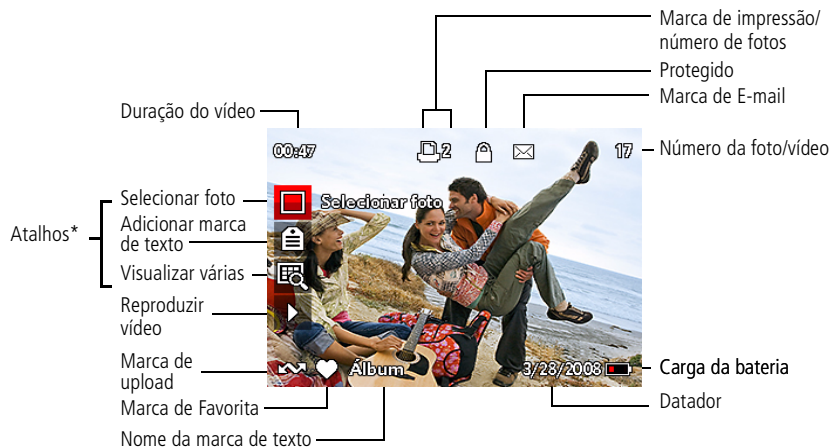 Marca de impressão/
número de fotos
Protegido
Marca de E-mail
Duração do vídeo
00:47
2
17
Número da foto/vídeo
Atalhos*
Selecionar foto
Selecionar foto
Adicionar marca
de texto
Visualizar várias
Reproduzir
vídeo
Marca de
upload
Álbum
3/28/2008
Carga da bateria
Marca de Favorita
Datador
Nome da marca de texto